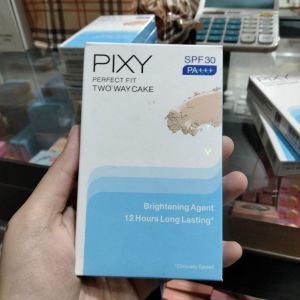 PIXY
PERFECT FIT
TWO WAY CAKE
SPF 30
PA+++
Brightening Agent
12 Hours Long Lasting*
*Clinically Tested